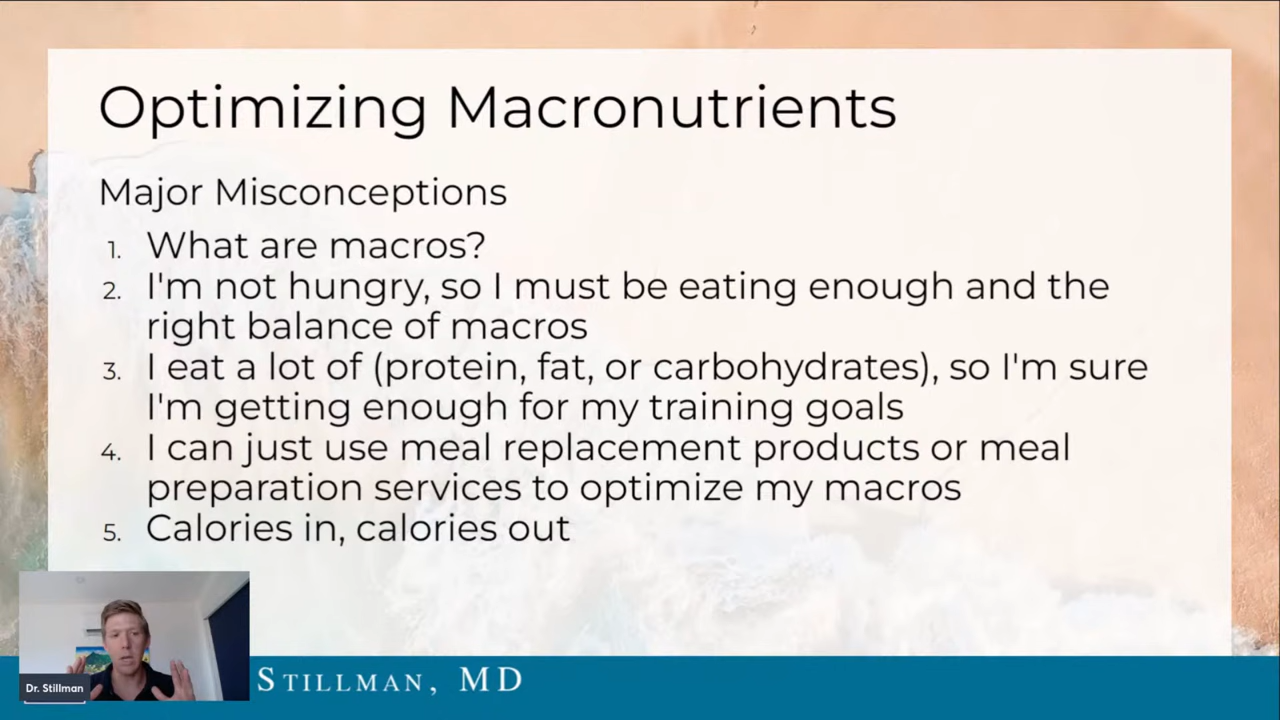 Optimizing Macronutrients
Major Misconceptions
1. What are macros?
2. I'm not hungry, so I must be eating enough and the
right balance of macros
3. I eat a lot of (protein, fat, or carbohydrates), so I'm sure
I'm getting enough for my training goals
4. I can just use meal replacement products or meal
preparation services to optimize my macros
5. Calories in, calories out
Dr. Stillman
STILLMAN, MD